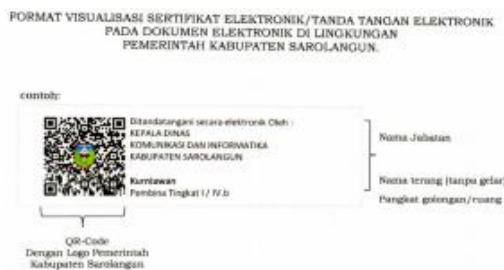 FORMAT VISUALISASI SERTIFIKAT ELEKTRONIK/TANDA TANGAN ELEKTRONIK
PADA DOKUMEN ELEKTRONIK DI LINGKUNGAN
PEMERINTAH KABUPATEN SAROLANGUN.
contoh:
Ditandatangani secara elektronik Oleh :
KEPALA DINAS
KOMUNIKASI DAN INFORMATIKA
KABUPATEN SAROLANGUN
Nama Jabatan
Kurniawan
Nama terang (tanpa gelar)
Pembina Tingkat I / IV.b
Pangkat golongan/ruang
QR-Code
Dengan Logo Pemerintah
Kabupaten Sarolangun